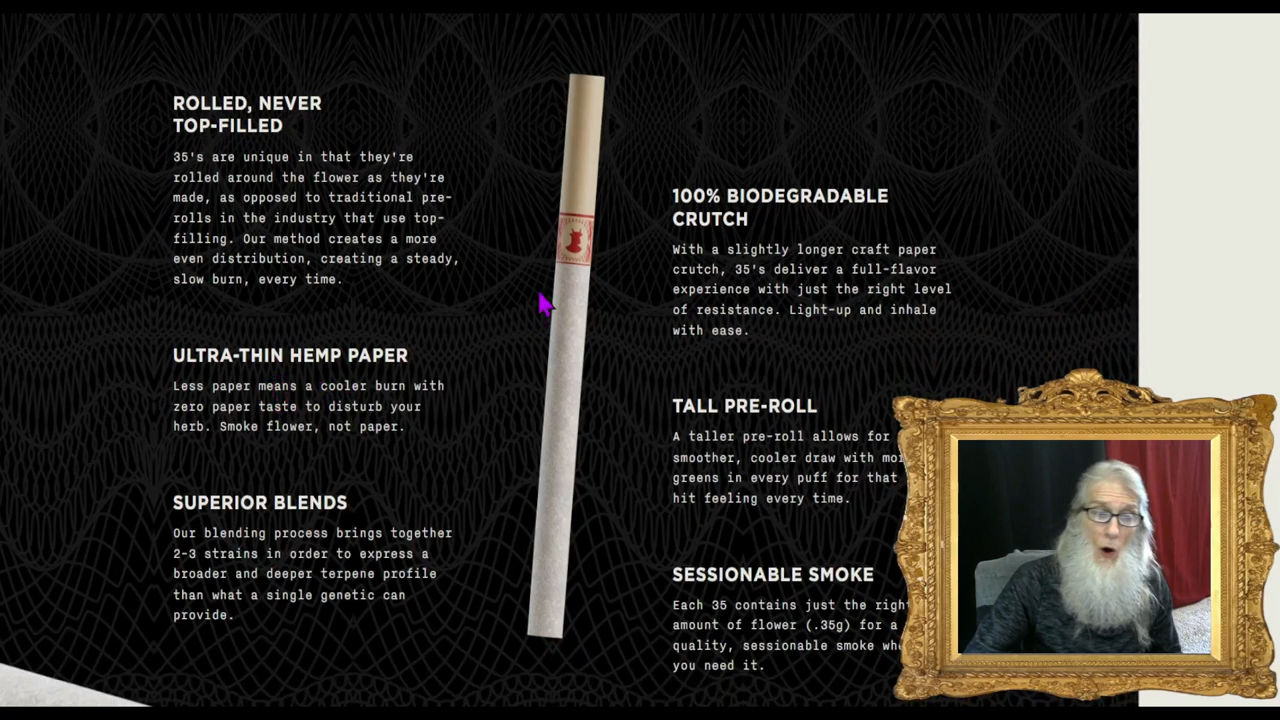 ROLLED, NEVER
TOP-FILLED
35's are unique in that they're
rolled around the flower as they're
made, as opposed to traditional pre-
rolls in the industry that use top-
filling. Our method creates a more
even distribution, creating a steady,
slow burn, every time.
ULTRA-THIN HEMP PAPER
Less paper means a cooler burn with
zero paper taste to disturb your
herb. Smoke flower, not paper.
SUPERIOR BLENDS
Our blending process brings together
2-3 strains in order to express a
broader and deeper terpene profile
than what a single genetic can
provide.
100% BIODEGRADABLE
CRUTCH
With a slightly longer craft paper
crutch, 35's deliver a full-flavor
experience with just the right level
of resistance. Light-up and inhale
with ease.
TALL PRE-ROLL
A taller pre-roll allows for
smoother, cooler draw with
greens in every puff for that
hit feeling every time.
SESSIONABLE SMOKE
Each 35 contains just the right
amount of flower (.35g) for a
quality, sessionable smoke
you need it.